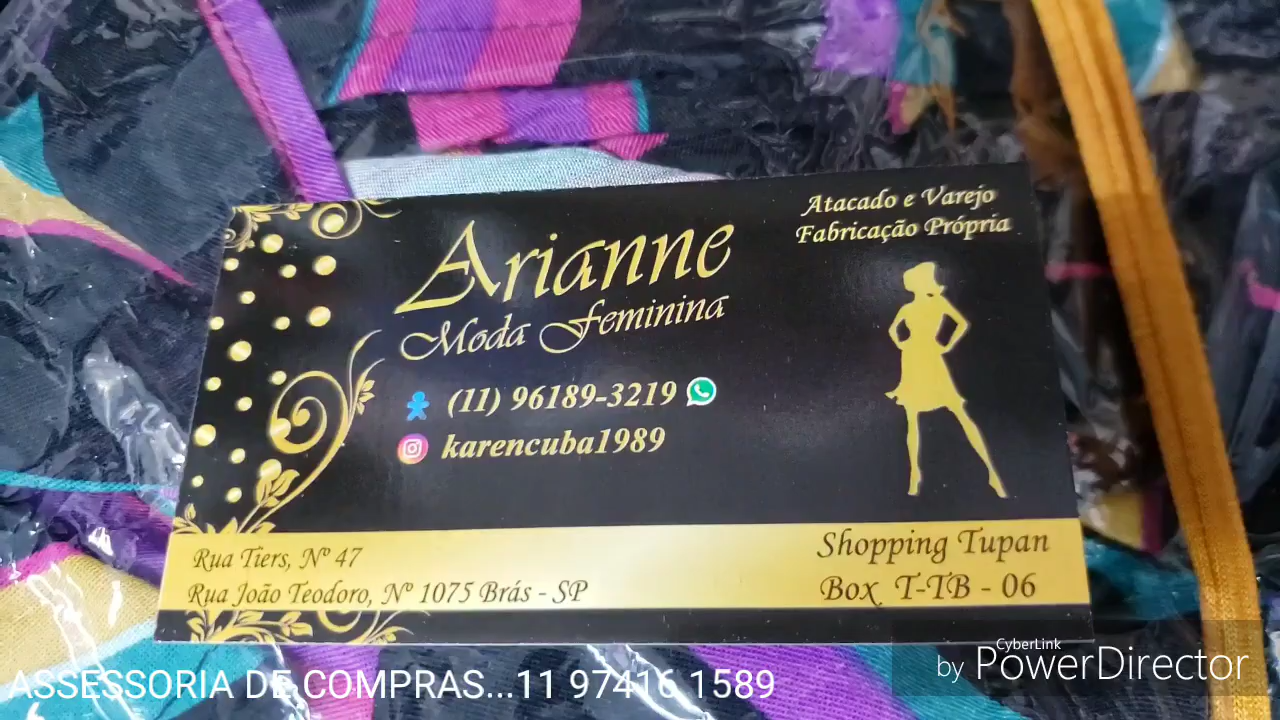 Atacado e Varejo
Fabricação Própria
Arianne
Moda Feminina
(11) 96189-3219
karencuba1989
Rua Tiers, Nº 47
Rua João Teodoro, Nº 1075 Brás - SP
Shopping Tupan
Box T-TB - 06
ASSESSORIA DE COMPRAS...11 97416 1589
CyberLink
by PowerDirector